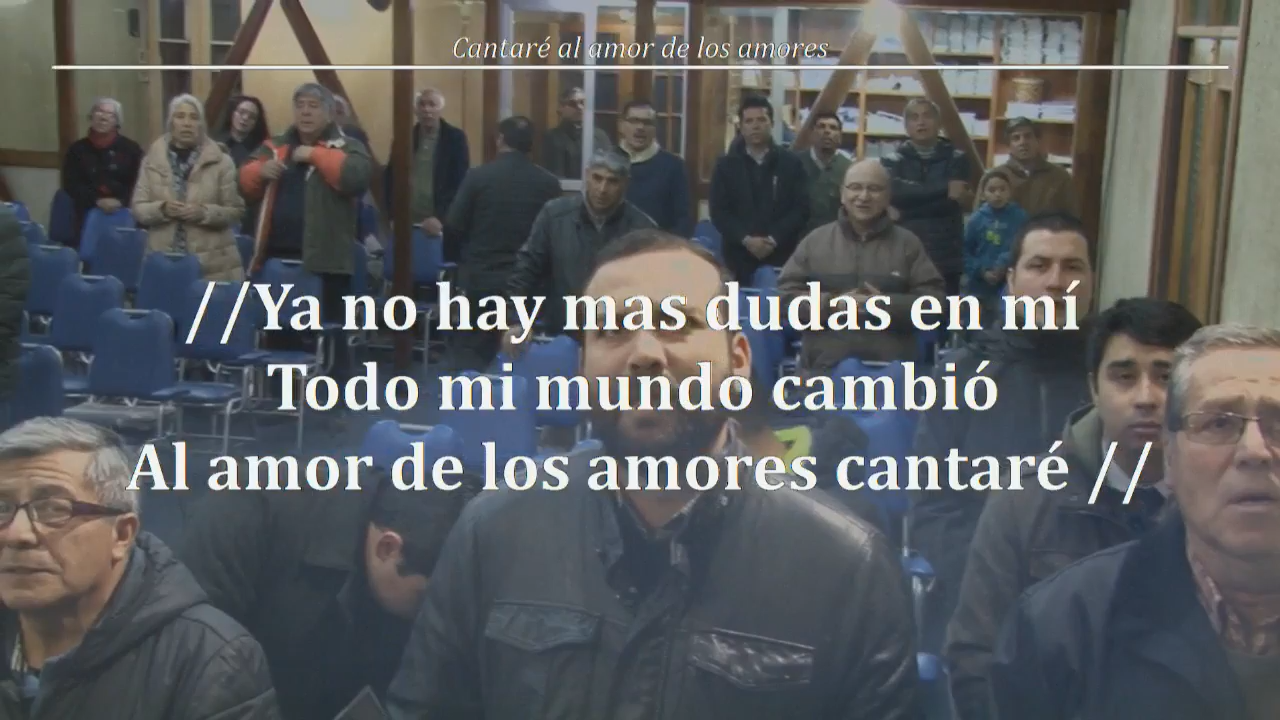 Cantaré al amor de los amores
//Ya no hay mas dudas en mí
Todo mi mundo cambió
Al amor de los amores cantaré //